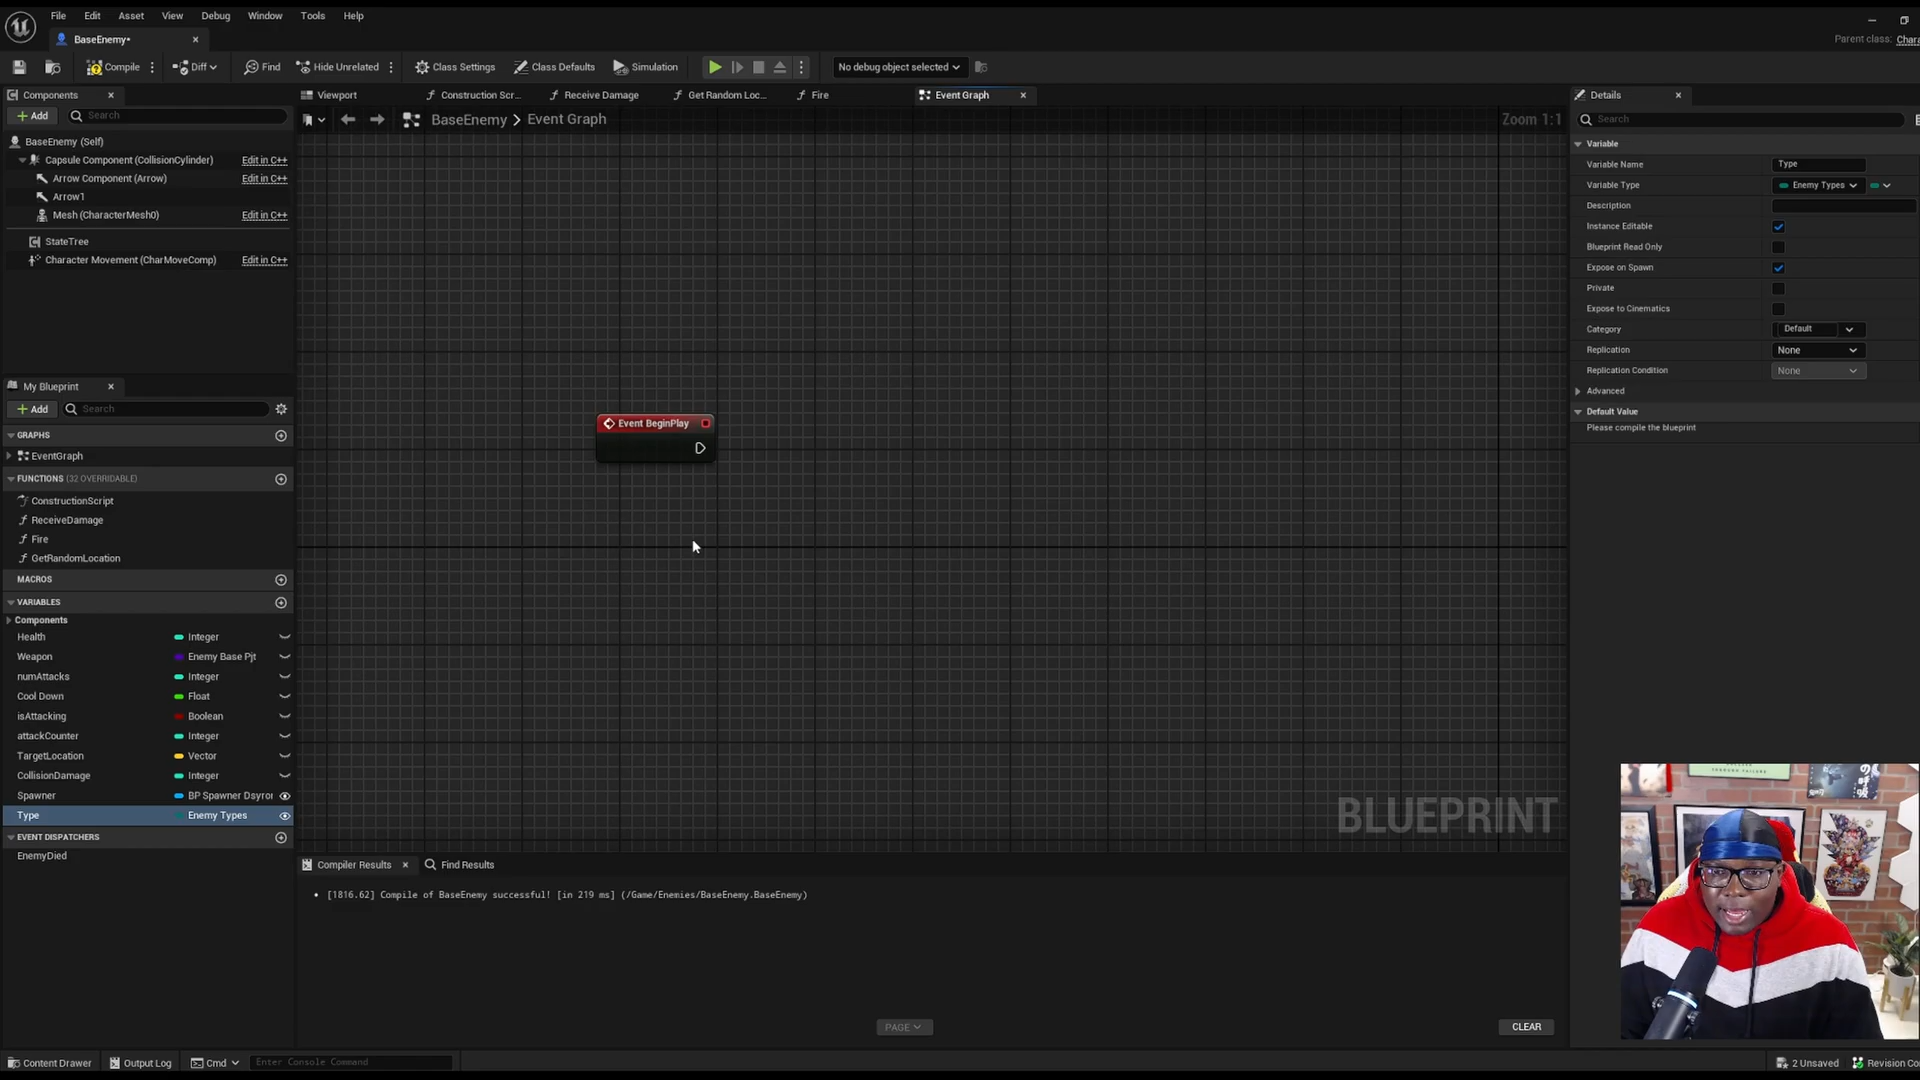 File Edit Asset View Debug Window Tools Help
BaseEnemy•
Parent class: Chara
Compile Diff Find Hide Unrelated Class Settings Class Defaults Simulation No debug object selected
Components
Viewport Construction Scr... Receive Damage Get Random Loc... Fire Event Graph
Details
+ Add Search
BaseEnemy > Event Graph
Zoom 1:1
Search
BaseEnemy (Self)
Capsule Component (CollisionCylinder) Edit in C++
Arrow Component (Arrow) Edit in C++
Arrow1
Mesh (CharacterMesh0) Edit in C++
StateTree
Character Movement (CharMoveComp) Edit in C++
Variable
Variable Name Type
Variable Type Enemy Types
Description
Instance Editable
Blueprint Read Only
Expose on Spawn
Private
Expose to Cinematics
Category Default
Replication None
Replication Condition None
Advanced
Default Value
Please compile the blueprint
My Blueprint
+ Add Search
GRAPHS
EventGraph
FUNCTIONS (32 OVERRIDABLE)
ConstructionScript
ReceiveDamage
Fire
GetRandomLocation
MACROS
VARIABLES
Components
Health Integer
Weapon Enemy Base Pjt
numAttacks Integer
Cool Down Float
isAttacking Boolean
attackCounter Integer
TargetLocation Vector
CollisionDamage Integer
Spawner BP Spawner Dsyron
Type Enemy Types
EVENT DISPATCHERS
EnemyDied
Event BeginPlay
BLUEPRINT
Compiler Results Find Results
• [1816.62] Compile of BaseEnemy successful! [in 219 ms] (/Game/Enemies/BaseEnemy.BaseEnemy)
PAGE
CLEAR
Content Drawer Output Log Cmd Enter Console Command
2 Unsaved Revision Co